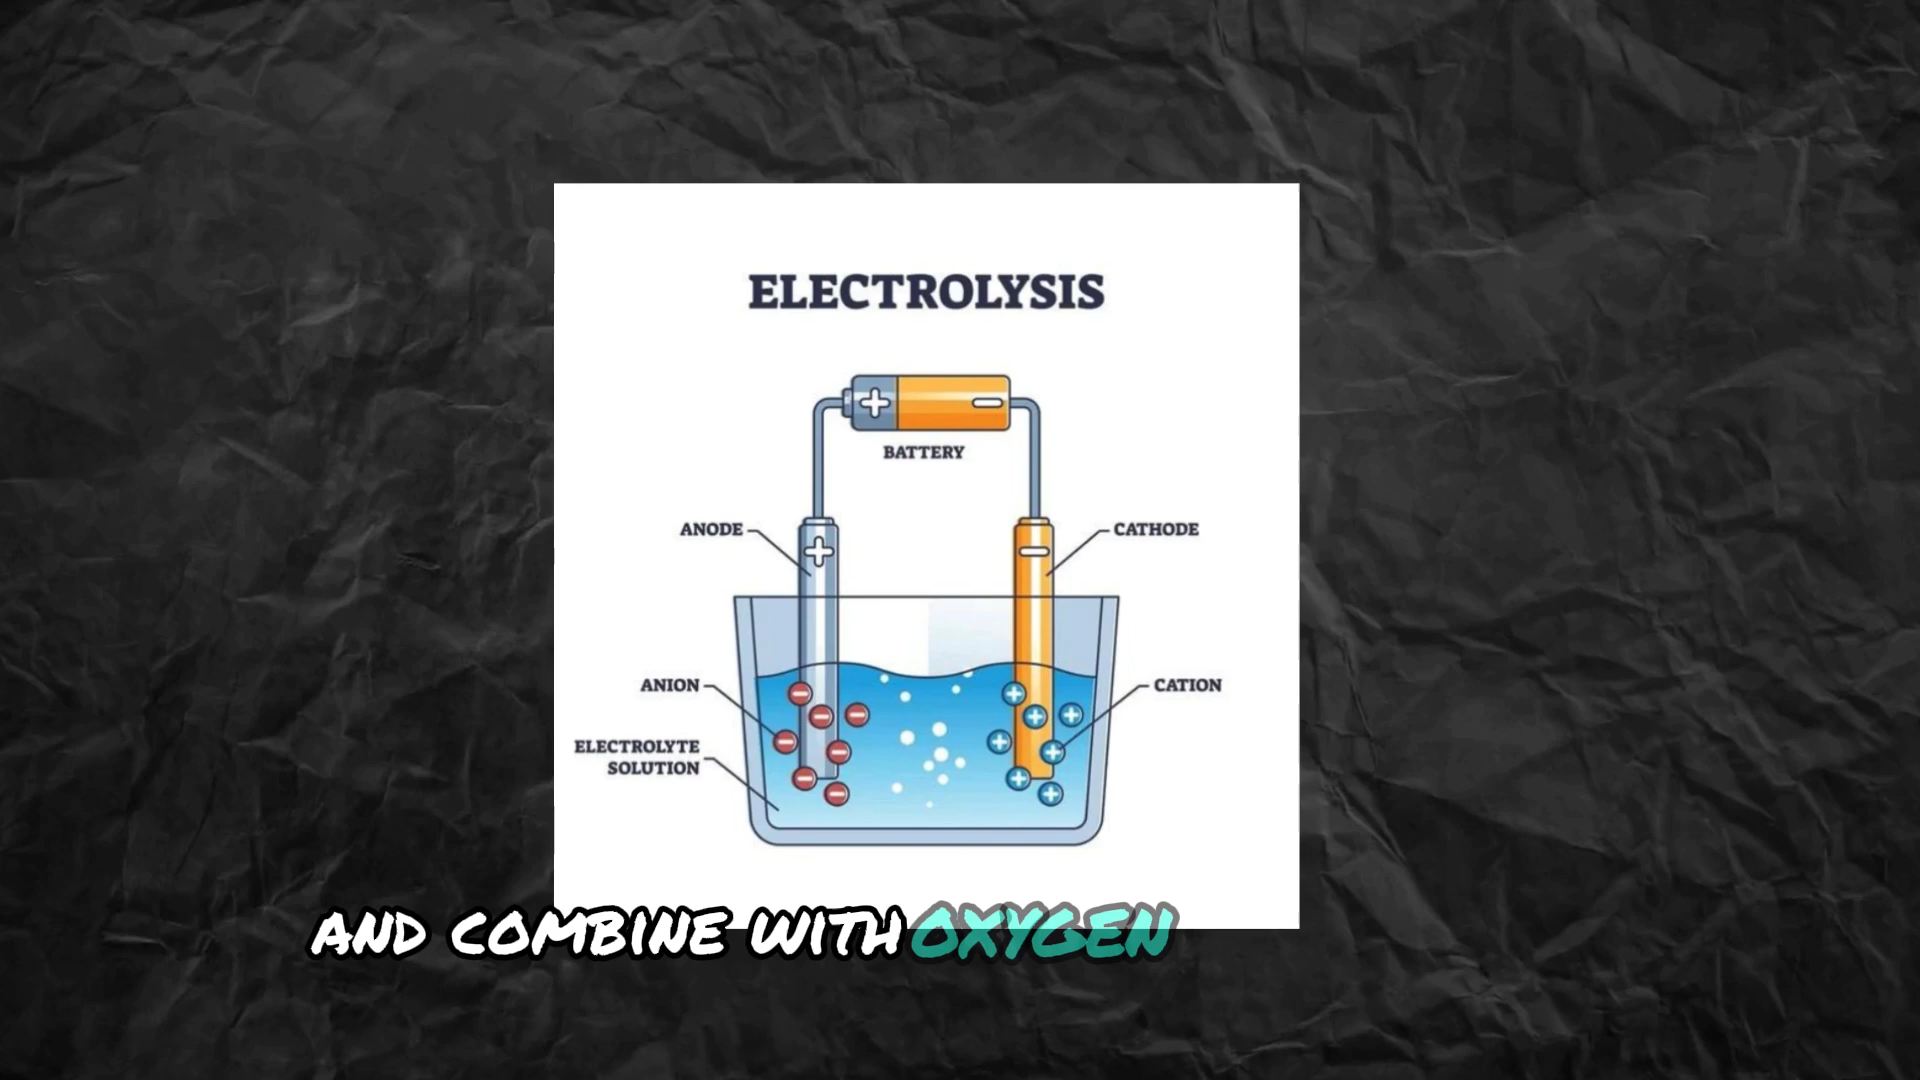 ELECTROLYSIS
BATTERY
ANODE
CATHODE
ANION
CATION
ELECTROLYTE
SOLUTION
AND COMBINE WITH OXYGEN